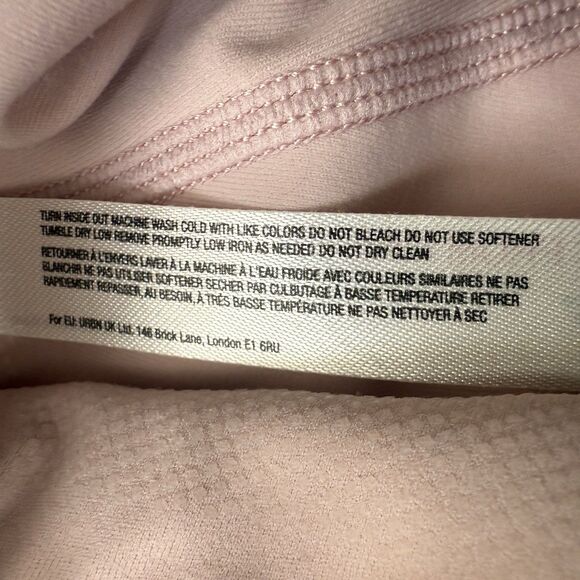 TURN INSIDE OUT MACHINE WASH COLD WITH LIKE COLORS DO NOT BLEACH DO NOT USE SOFTENER
TUMBLE DRY LOW REMOVE PROMPTLY LOW IRON AS NEEDED DO NOT DRY CLEAN
RETOURNER À L'ENVERS LAVER À LA MACHINE À L'EAU FROIDE AVEC COULEURS SIMILAIRES NE PAS
BLANCHIR NE PAS UTILISER SOFTENER SECHER PAR CULBUTAGE À BASSE TEMPERATURE RETIRER
RAPIDEMENT REPASSER, AU BESOIN, À TRÈS BASSE TEMPÉRATURE NE PAS NETTOYER À SEC
For EU: URBN UK Ltd. 146 Brick Lane, London E1 6RU